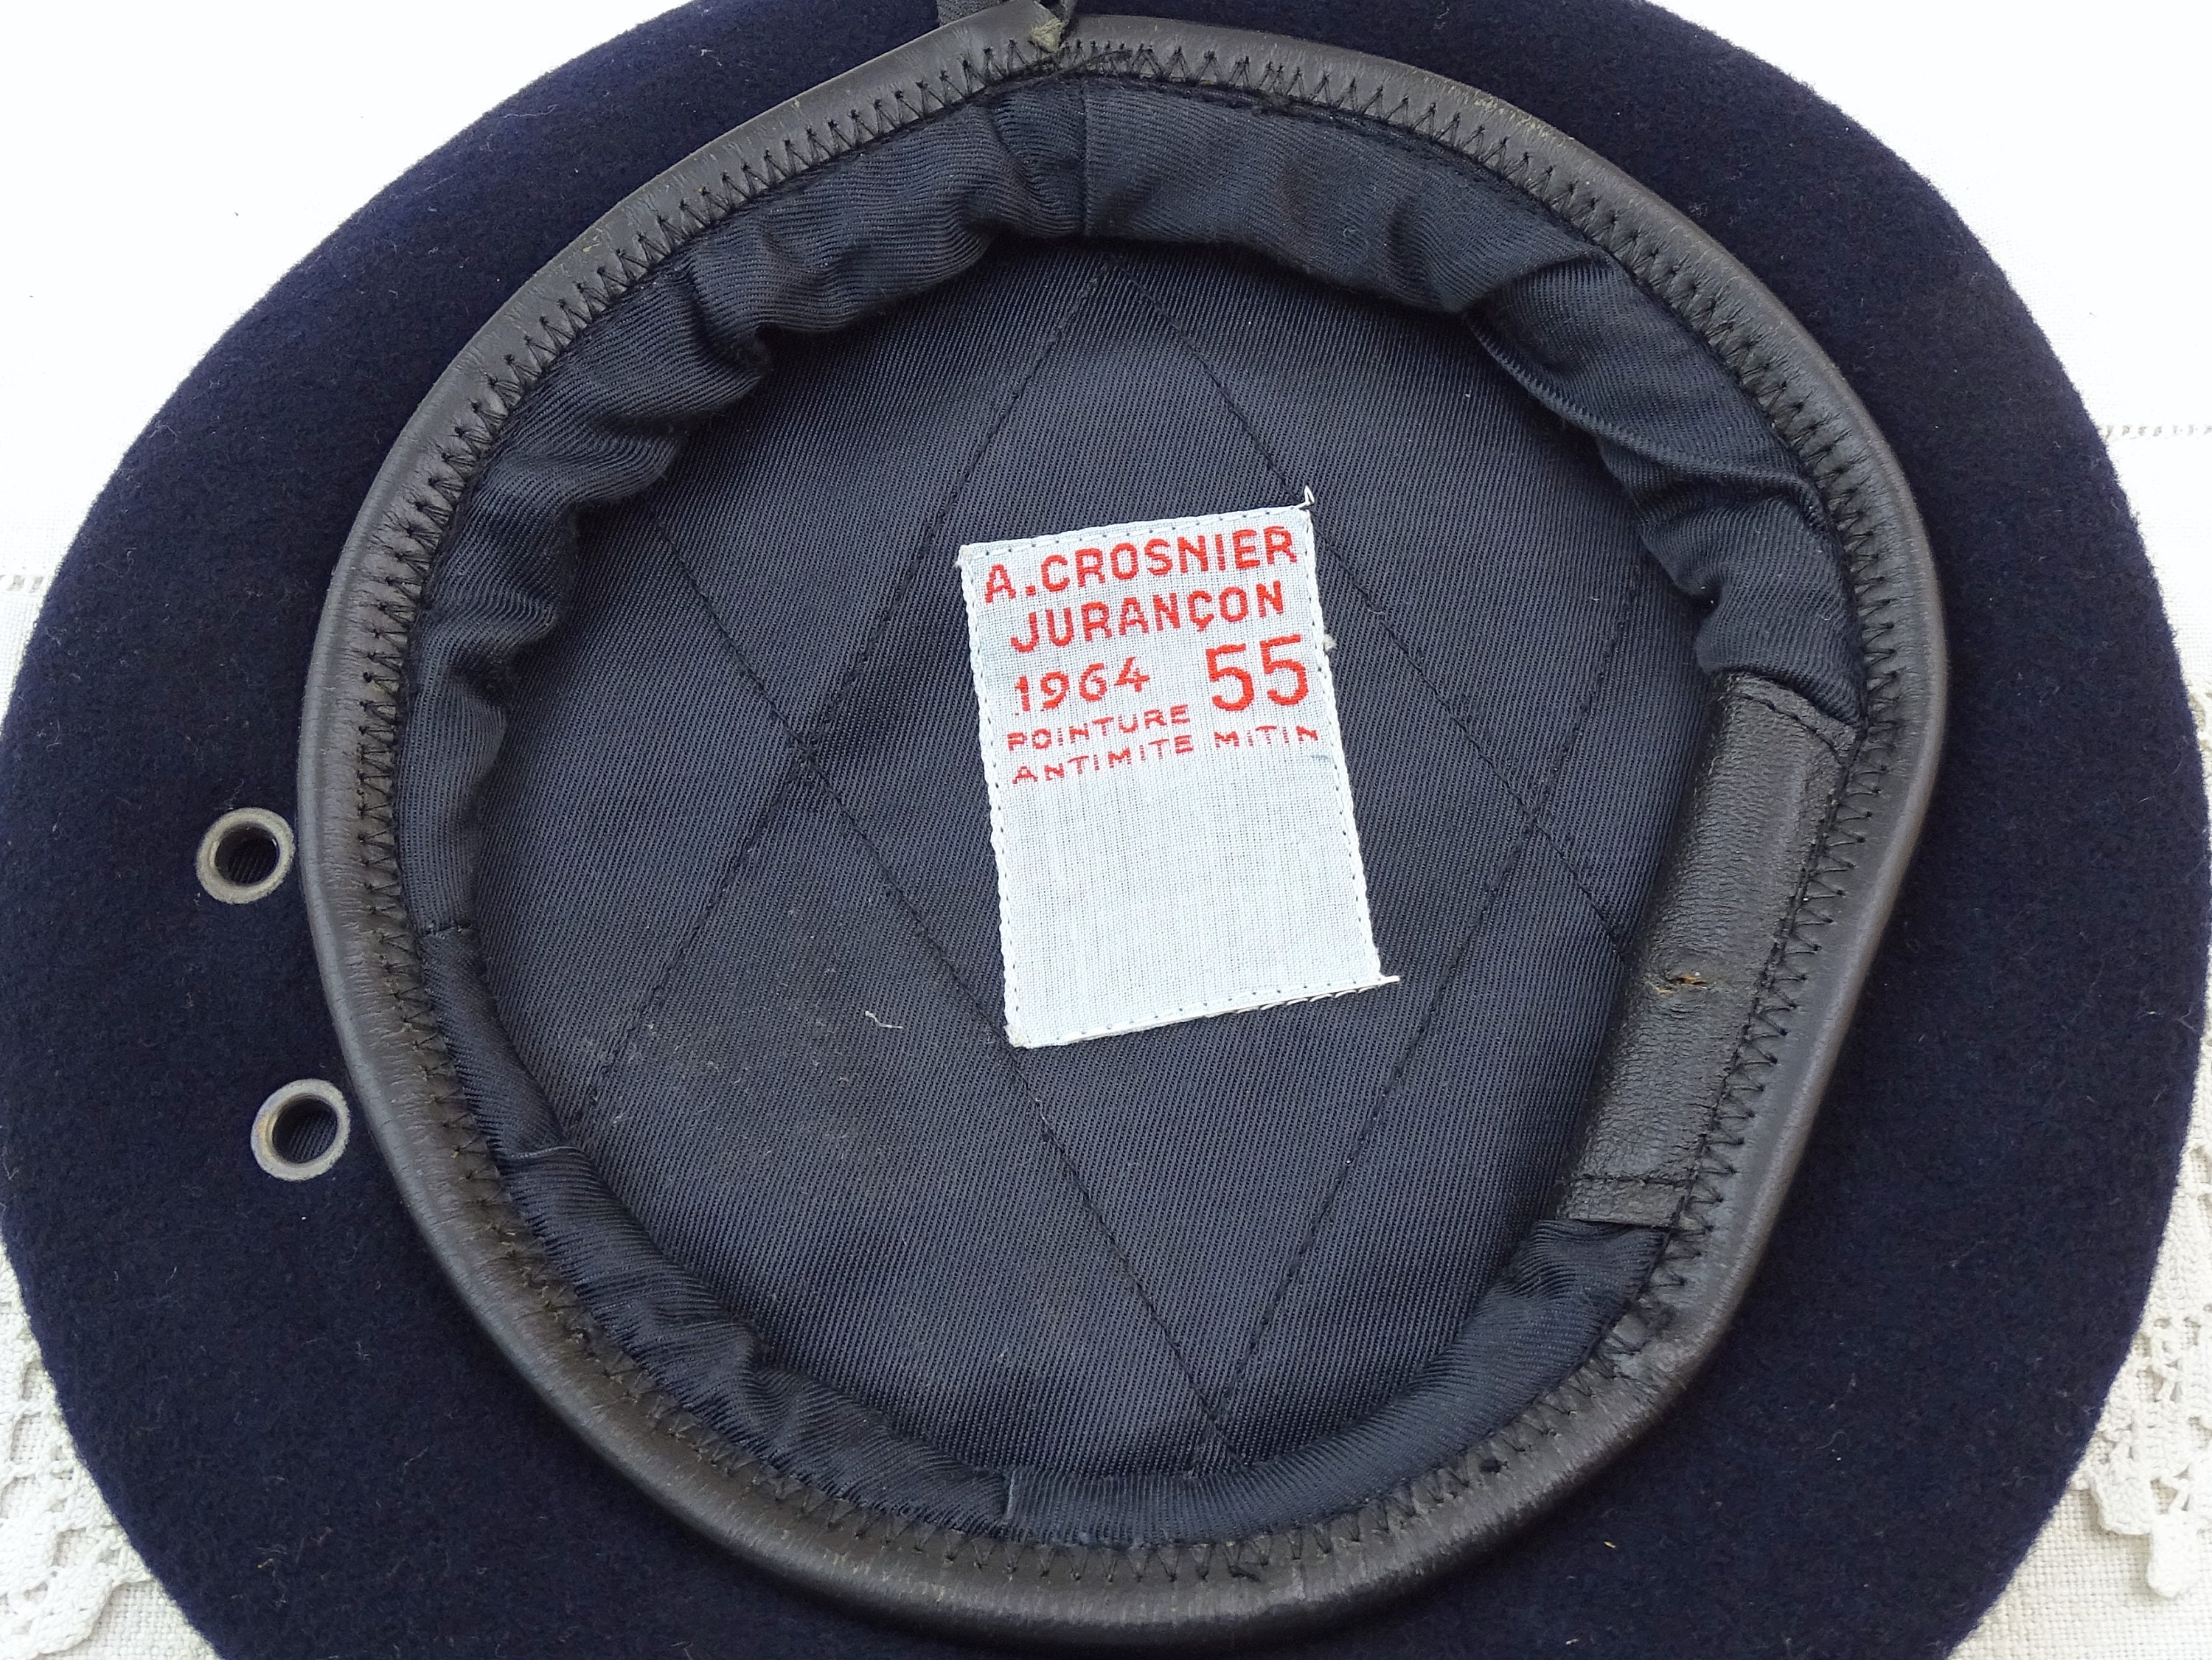 A.CROSNIER
JURANÇON
1964 55
POINTURE
ANTIMITE MITIN